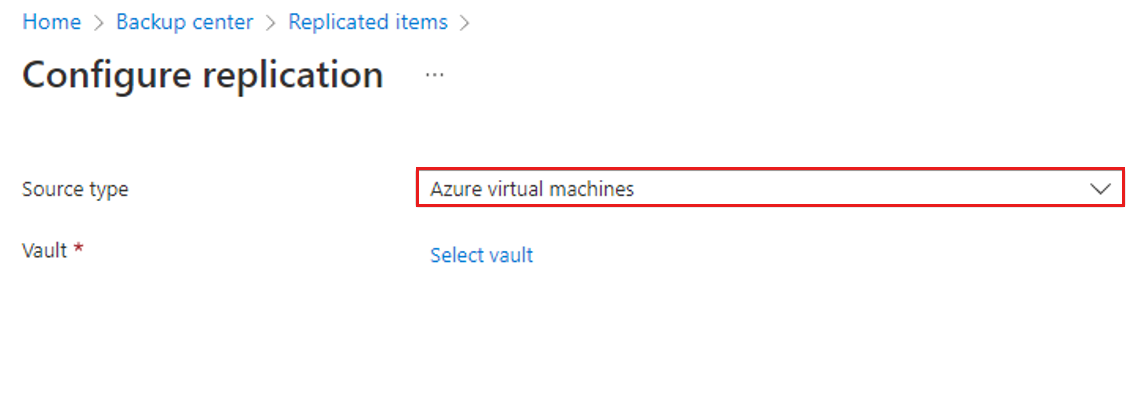 Home > Backup center > Replicated items >
Configure replication ...
Source type Azure virtual machines
Vault * Select vault